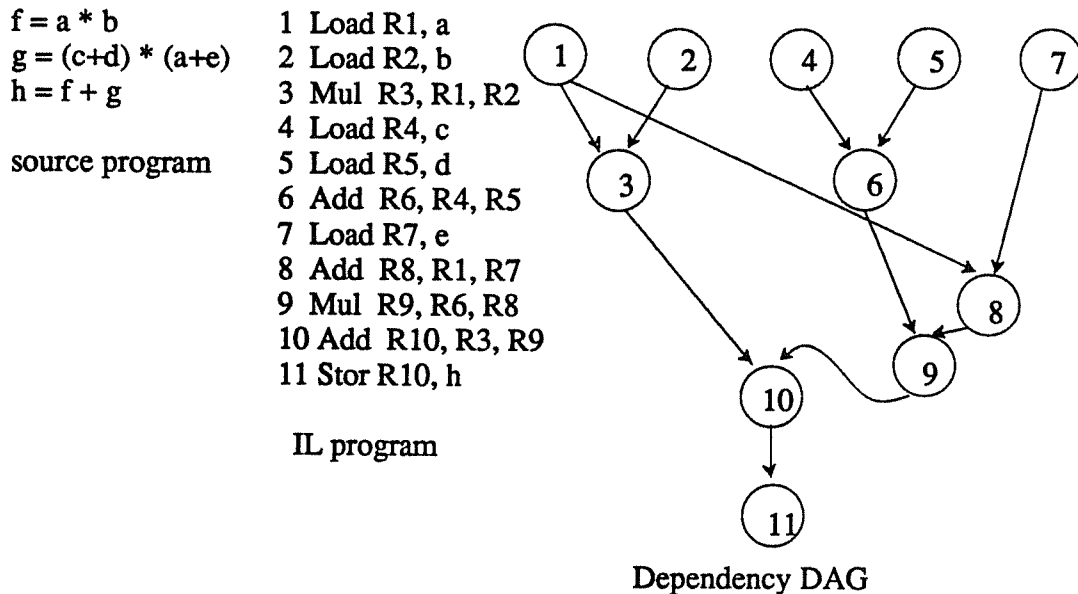 f = a * b
g = (c+d) * (a+e)
h = f + g
source program
1 Load R1, a
2 Load R2, b
3 Mul R3, R1, R2
4 Load R4, c
5 Load R5, d
6 Add R6, R4, R5
7 Load R7, e
8 Add R8, R1, R7
9 Mul R9, R6, R8
10 Add R10, R3, R9
11 Stor R10, h
IL program
1
2
4
5
7
3
6
8
9
10
11
Dependency DAG